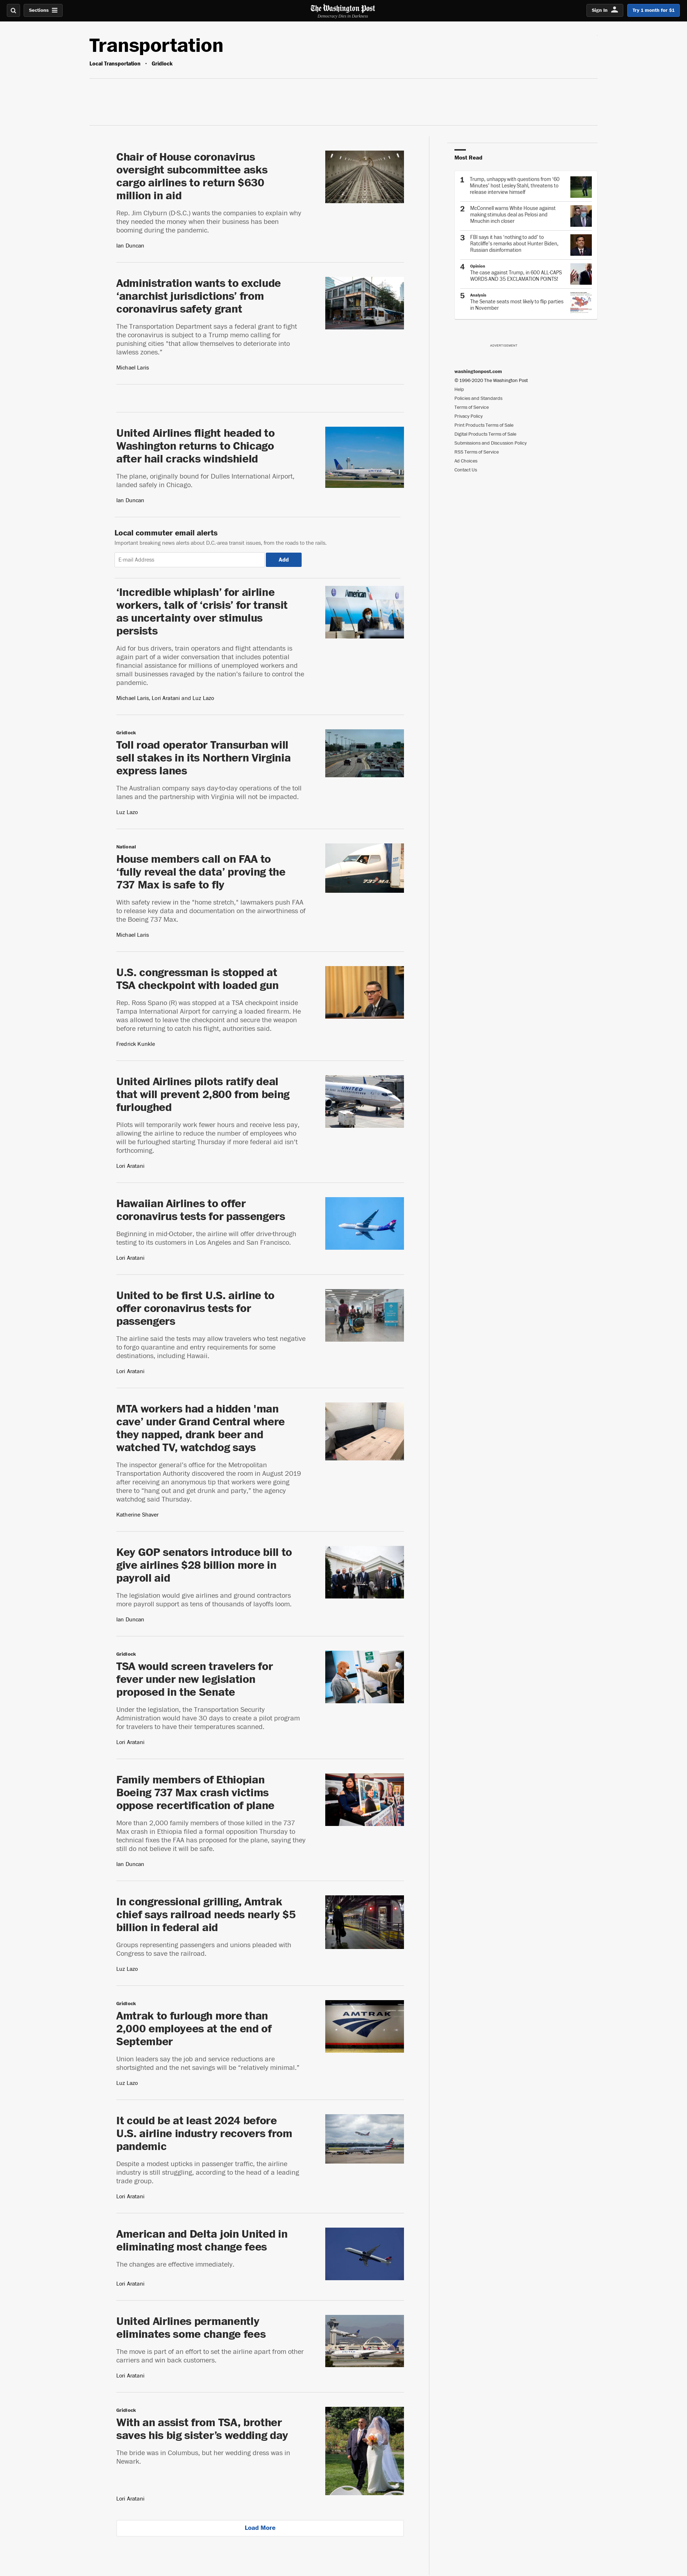 Sections
The Washington Post
Democracy Dies in Darkness
Sign In
Try 1 month for $1
Transportation
Local Transportation • Gridlock
Chair of House coronavirus
oversight subcommittee asks
cargo airlines to return $630
million in aid
Rep. Jim Clyburn (D-S.C.) wants the companies to explain why
they needed the money when their business has been
booming during the pandemic.
Ian Duncan
Administration wants to exclude
‘anarchist jurisdictions’ from
coronavirus safety grant
The Transportation Department says a federal grant to fight
the coronavirus is subject to a Trump memo calling for
punishing cities “that allow themselves to deteriorate into
lawless zones.”
Michael Laris
United Airlines flight headed to
Washington returns to Chicago
after hail cracks windshield
The plane, originally bound for Dulles International Airport,
landed safely in Chicago.
Ian Duncan
Local commuter email alerts
Important breaking news alerts about D.C.-area transit issues, from the roads to the rails.
E-mail Address
Add
‘Incredible whiplash’ for airline
workers, talk of ‘crisis’ for transit
as uncertainty over stimulus
persists
Aid for bus drivers, train operators and flight attendants is
again part of a wider conversation that includes potential
financial assistance for millions of unemployed workers and
small businesses ravaged by the nation’s failure to control the
pandemic.
Michael Laris, Lori Aratani and Luz Lazo
American
Gridlock
Toll road operator Transurban will
sell stakes in its Northern Virginia
express lanes
The Australian company says day-to-day operations of the toll
lanes and the partnership with Virginia will not be impacted.
Luz Lazo
National
House members call on FAA to
‘fully reveal the data’ proving the
737 Max is safe to fly
With safety review in the "home stretch," lawmakers push FAA
to release key data and documentation on the airworthiness of
the Boeing 737 Max.
Michael Laris
737 MAX
U.S. congressman is stopped at
TSA checkpoint with loaded gun
Rep. Ross Spano (R) was stopped at a TSA checkpoint inside
Tampa International Airport for carrying a loaded firearm. He
was allowed to leave the checkpoint and secure the weapon
before returning to catch his flight, authorities said.
Fredrick Kunkle
United Airlines pilots ratify deal
that will prevent 2,800 from being
furloughed
Pilots will temporarily work fewer hours and receive less pay,
allowing the airline to reduce the number of employees who
will be furloughed starting Thursday if more federal aid isn’t
forthcoming.
Lori Aratani
UNITED
Hawaiian Airlines to offer
coronavirus tests for passengers
Beginning in mid-October, the airline will offer drive-through
testing to its customers in Los Angeles and San Francisco.
Lori Aratani
United to be first U.S. airline to
offer coronavirus tests for
passengers
The airline said the tests may allow travelers who test negative
to forgo quarantine and entry requirements for some
destinations, including Hawaii.
Lori Aratani
MTA workers had a hidden 'man
cave’ under Grand Central where
they napped, drank beer and
watched TV, watchdog says
The inspector general’s office for the Metropolitan
Transportation Authority discovered the room in August 2019
after receiving an anonymous tip that workers were going
there to “hang out and get drunk and party,” the agency
watchdog said Thursday.
Katherine Shaver
Key GOP senators introduce bill to
give airlines $28 billion more in
payroll aid
The legislation would give airlines and ground contractors
more payroll support as tens of thousands of layoffs loom.
Ian Duncan
Gridlock
TSA would screen travelers for
fever under new legislation
proposed in the Senate
Under the legislation, the Transportation Security
Administration would have 30 days to create a pilot program
for travelers to have their temperatures scanned.
Lori Aratani
Family members of Ethiopian
Boeing 737 Max crash victims
oppose recertification of plane
More than 2,000 family members of those killed in the 737
Max crash in Ethiopia filed a formal opposition Thursday to
technical fixes the FAA has proposed for the plane, saying they
still do not believe it will be safe.
Ian Duncan
In congressional grilling, Amtrak
chief says railroad needs nearly $5
billion in federal aid
Groups representing passengers and unions pleaded with
Congress to save the railroad.
Luz Lazo
Gridlock
Amtrak to furlough more than
2,000 employees at the end of
September
Union leaders say the job and service reductions are
shortsighted and the net savings will be “relatively minimal.”
Luz Lazo
AMTRAK
It could be at least 2024 before
U.S. airline industry recovers from
pandemic
Despite a modest upticks in passenger traffic, the airline
industry is still struggling, according to the head of a leading
trade group.
Lori Aratani
American and Delta join United in
eliminating most change fees
The changes are effective immediately.
Lori Aratani
United Airlines permanently
eliminates some change fees
The move is part of an effort to set the airline apart from other
carriers and win back customers.
Lori Aratani
Gridlock
With an assist from TSA, brother
saves his big sister’s wedding day
The bride was in Columbus, but her wedding dress was in
Newark.
Lori Aratani
Load More
Most Read
1 Trump, unhappy with questions from ‘60
Minutes’ host Lesley Stahl, threatens to
release interview himself
2 McConnell warns White House against
making stimulus deal as Pelosi and
Mnuchin inch closer
3 FBI says it has ‘nothing to add’ to
Ratcliffe’s remarks about Hunter Biden,
Russian disinformation
4 Opinion
The case against Trump, in 600 ALL-CAPS
WORDS AND 35 EXCLAMATION POINTS!
5 Analysis
The Senate seats most likely to flip parties
in November
ADVERTISEMENT
washingtonpost.com
© 1996-2020 The Washington Post
Help
Policies and Standards
Terms of Service
Privacy Policy
Print Products Terms of Sale
Digital Products Terms of Sale
Submissions and Discussion Policy
RSS Terms of Service
Ad Choices
Contact Us